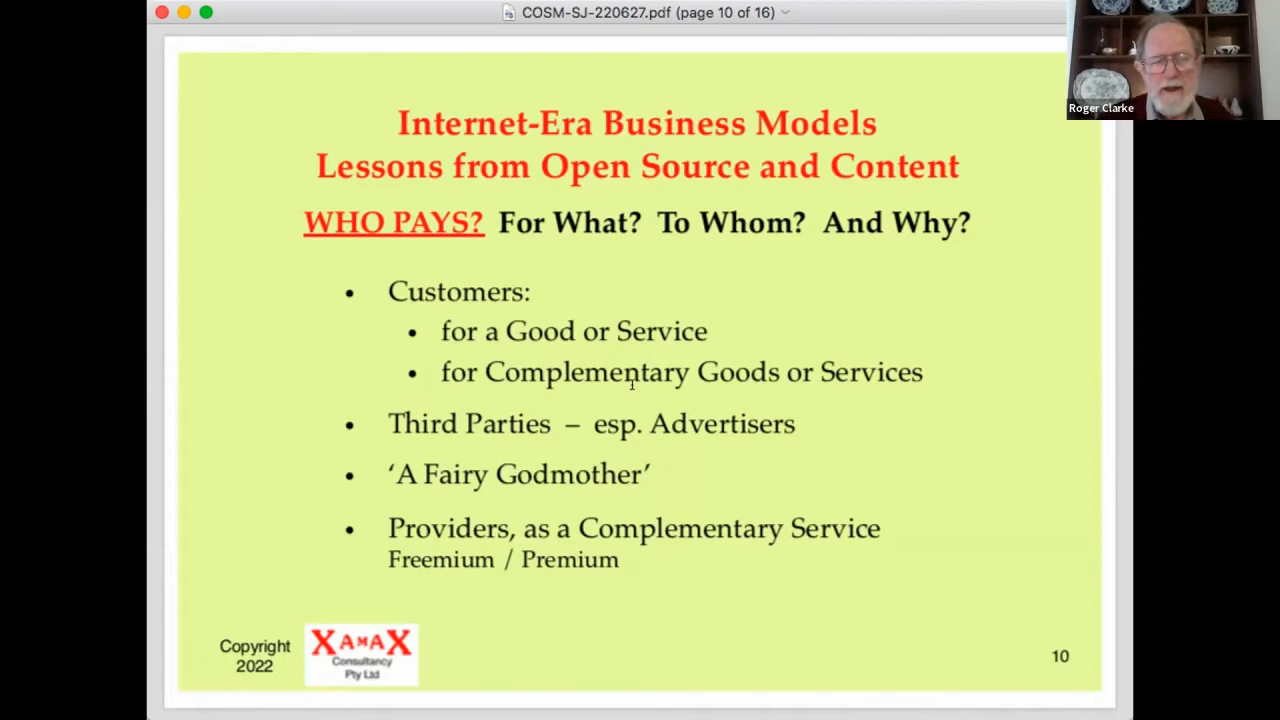 COSM-SJ-220627.pdf (page 10 of 16)
Roger Clarke
Internet-Era Business Models
Lessons from Open Source and Content
WHO PAYS? For What? To Whom? And Why?
• Customers:
• for a Good or Service
• for Complementary Goods or Services
• Third Parties – esp. Advertisers
• ‘A Fairy Godmother’
• Providers, as a Complementary Service
Freemium / Premium
Copyright
2022
XAMAX
Consultancy
Pty Ltd
10